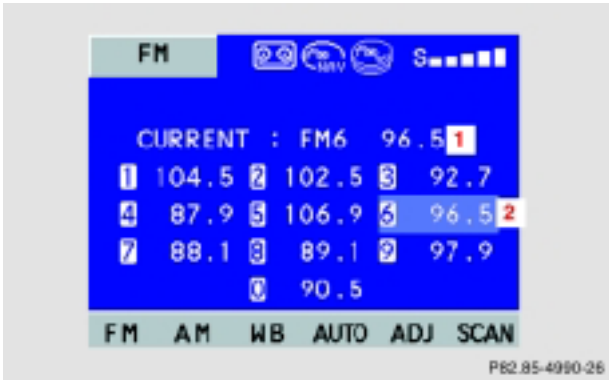 FM NAV S
CURRENT : FM6 96.5 1
1 104.5 2 102.5 3 92.7
4 87.9 5 106.9 6 96.5 2
7 88.1 8 89.1 9 97.9
0 90.5
FM AM WB AUTO ADJ SCAN
P82.85-4990-26